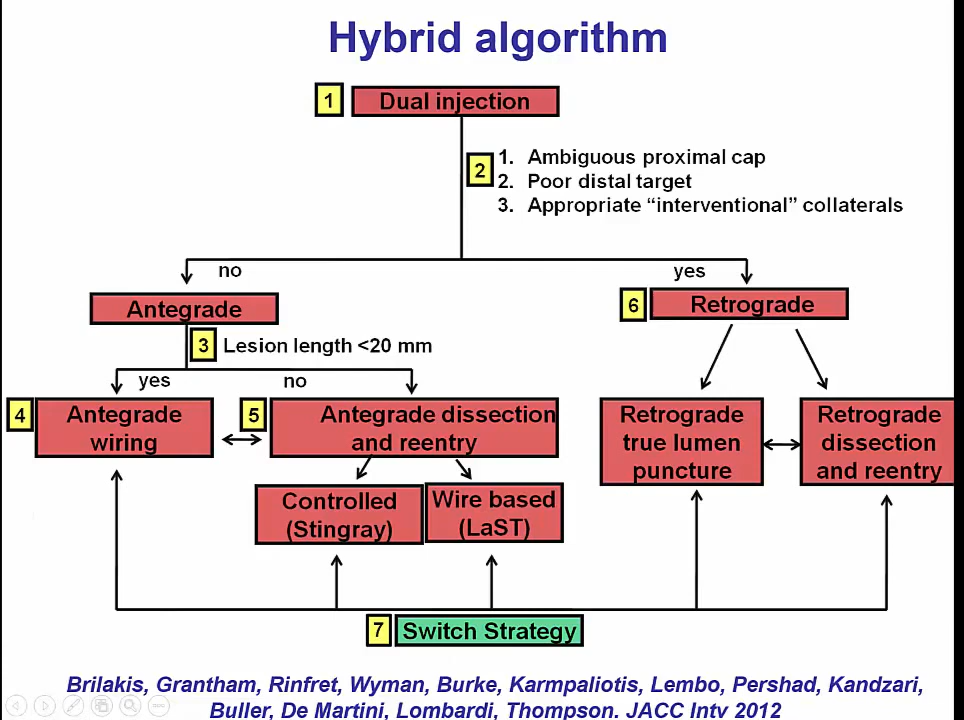 Hybrid algorithm
1
Dual injection
2
1. Ambiguous proximal cap
2. Poor distal target
3. Appropriate “interventional” collaterals
no
yes
Antegrade
6
Retrograde
3
Lesion length <20 mm
yes
no
4
Antegrade
wiring
5
Antegrade dissection
and reentry
Retrograde
true lumen
puncture
Retrograde
dissection
and reentry
Controlled
(Stingray)
Wire based
(LaST)
7
Switch Strategy
Brilakis, Grantham, Rinfret, Wyman, Burke, Karmpaliotis, Lembo, Pershad, Kandzari,
Buller, De Martini, Lombardi, Thompson. JACC Intv 2012